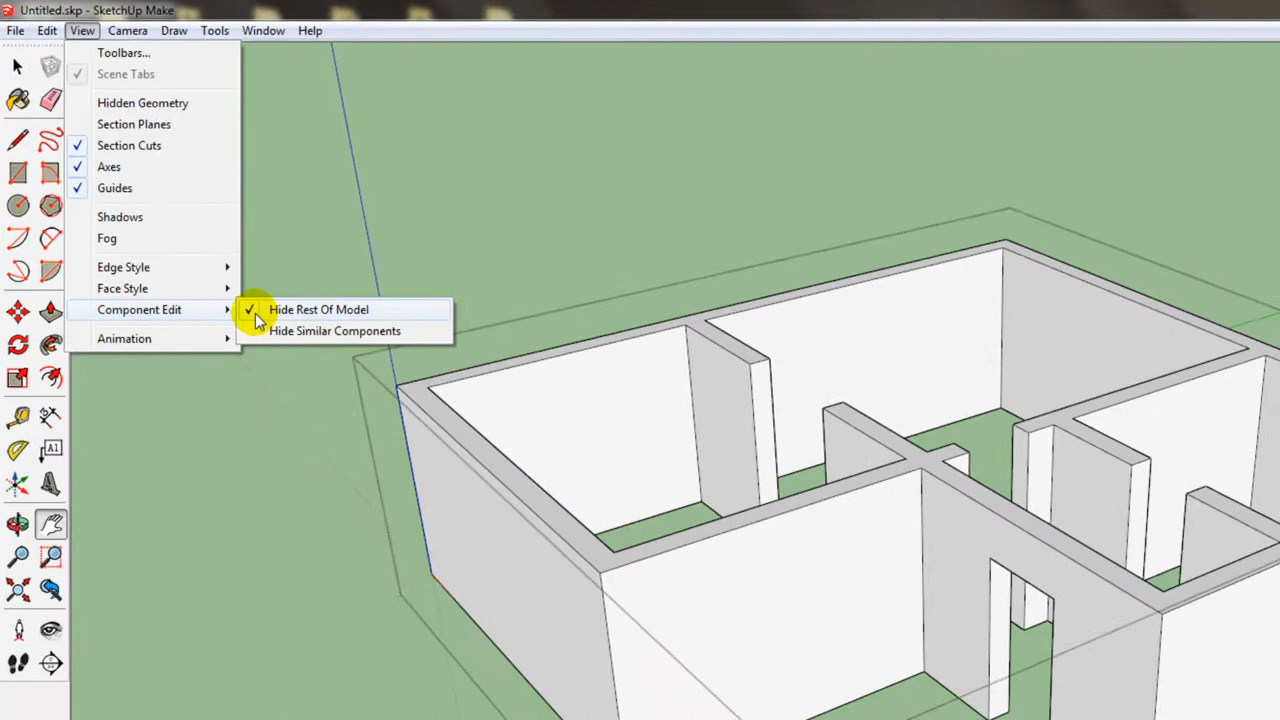 Untitled.skp - SketchUp Make
File Edit View Camera Draw Tools Window Help
Toolbars...
Scene Tabs
Hidden Geometry
Section Planes
Section Cuts
Axes
Guides
Shadows
Fog
Edge Style
Face Style
Component Edit
Hide Rest Of Model
Hide Similar Components
Animation
A1